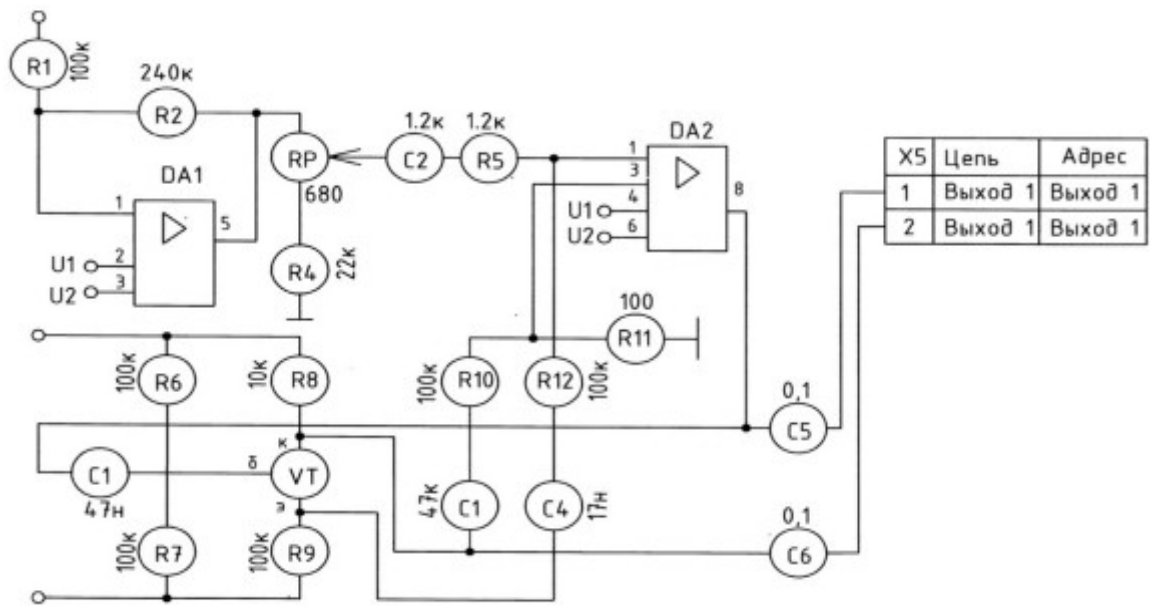 R1
100к
240к
R2
DA1
1
5
U1
2
U2
3
RP
680
R4
22к
1.2к
C2
1.2к
R5
DA2
1
3
4
6
8
U1
U2
X5 Цепь Адрес
1 Выход 1 Выход 1
2 Выход 1 Выход 1
100
R11
100к
R6
10к
R8
100к
R10
R12
100к
0,1
C5
к
б
VT
э
C1
47н
47к
C1
C4
17н
0,1
C6
100к
R7
100к
R9